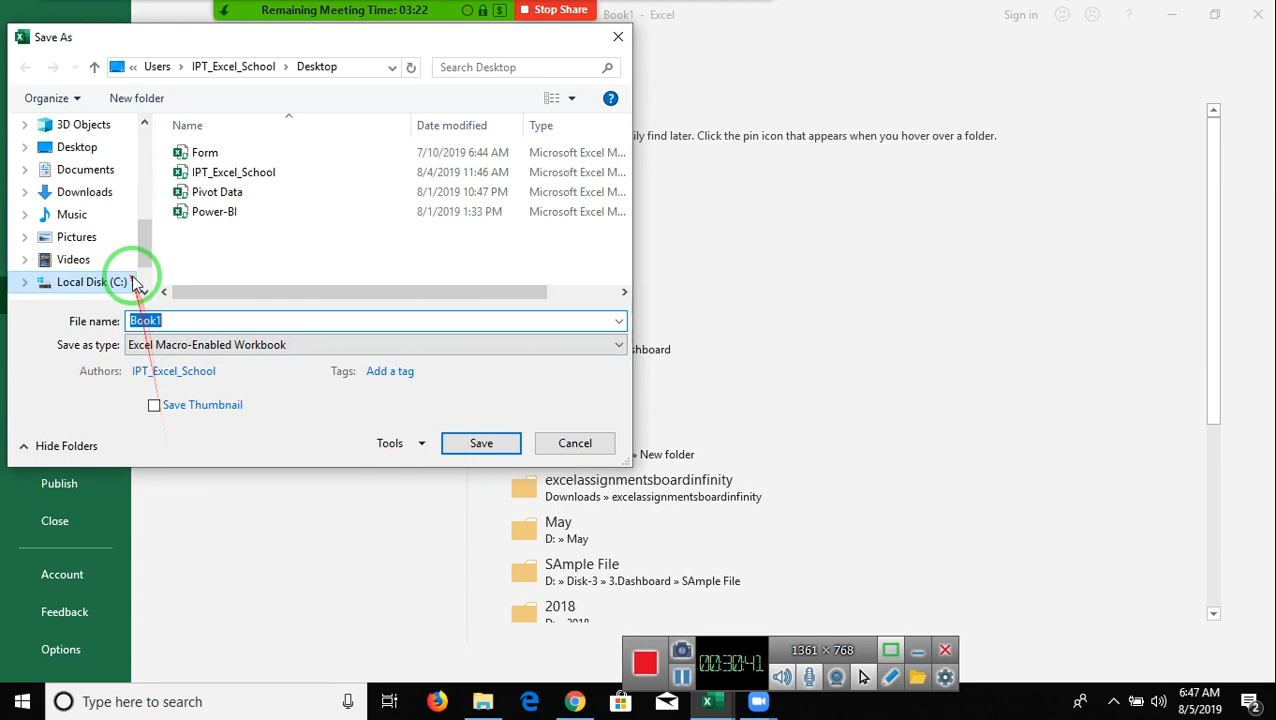 Remaining Meeting Time: 03:22
Stop Share
Book1 - Excel
Sign in
?
Save As
« Users › IPT_Excel_School › Desktop
Search Desktop
Organize
New folder
?
Name
Date modified
Type
3D Objects
Desktop
Documents
Downloads
Music
Pictures
Videos
Local Disk (C:)
Form 7/10/2019 6:44 AM Microsoft Excel M...
IPT_Excel_School 8/4/2019 11:46 AM Microsoft Excel M...
Pivot Data 8/1/2019 10:47 PM Microsoft Excel M...
Power-BI 8/1/2019 1:33 PM Microsoft Excel M...
ily find later. Click the pin icon that appears when you hover over a folder.
File name: Book1
Save as type: Excel Macro-Enabled Workbook
shboard
Authors: IPT_Excel_School
Tags: Add a tag
Save Thumbnail
Hide Folders
Tools
Save
Cancel
» New folder
Publish
Close
Account
Feedback
Options
excelassignmentsboardinfinity
Downloads » excelassignmentsboardinfinity
May
D: » May
SAmple File
D: » Disk-3 » 3.Dashboard » SAmple File
2018
00:30:41
1361 × 768
Type here to search
6:47 AM
8/5/2019
2